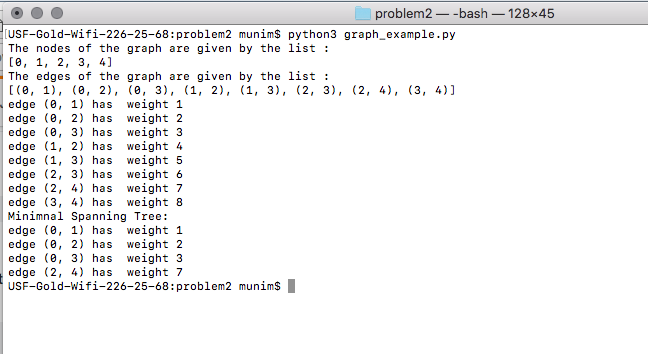 problem2 — -bash — 128×45
USF-Gold-Wifi-226-25-68:problem2 munim$ python3 graph_example.py
The nodes of the graph are given by the list :
[0, 1, 2, 3, 4]
The edges of the graph are given by the list :
[(0, 1), (0, 2), (0, 3), (1, 2), (1, 3), (2, 3), (2, 4), (3, 4)]
edge (0, 1) has  weight 1
edge (0, 2) has  weight 2
edge (0, 3) has  weight 3
edge (1, 2) has  weight 4
edge (1, 3) has  weight 5
edge (2, 3) has  weight 6
edge (2, 4) has  weight 7
edge (3, 4) has  weight 8
Minimnal Spanning Tree:
edge (0, 1) has  weight 1
edge (0, 2) has  weight 2
edge (0, 3) has  weight 3
edge (2, 4) has  weight 7
USF-Gold-Wifi-226-25-68:problem2 munim$